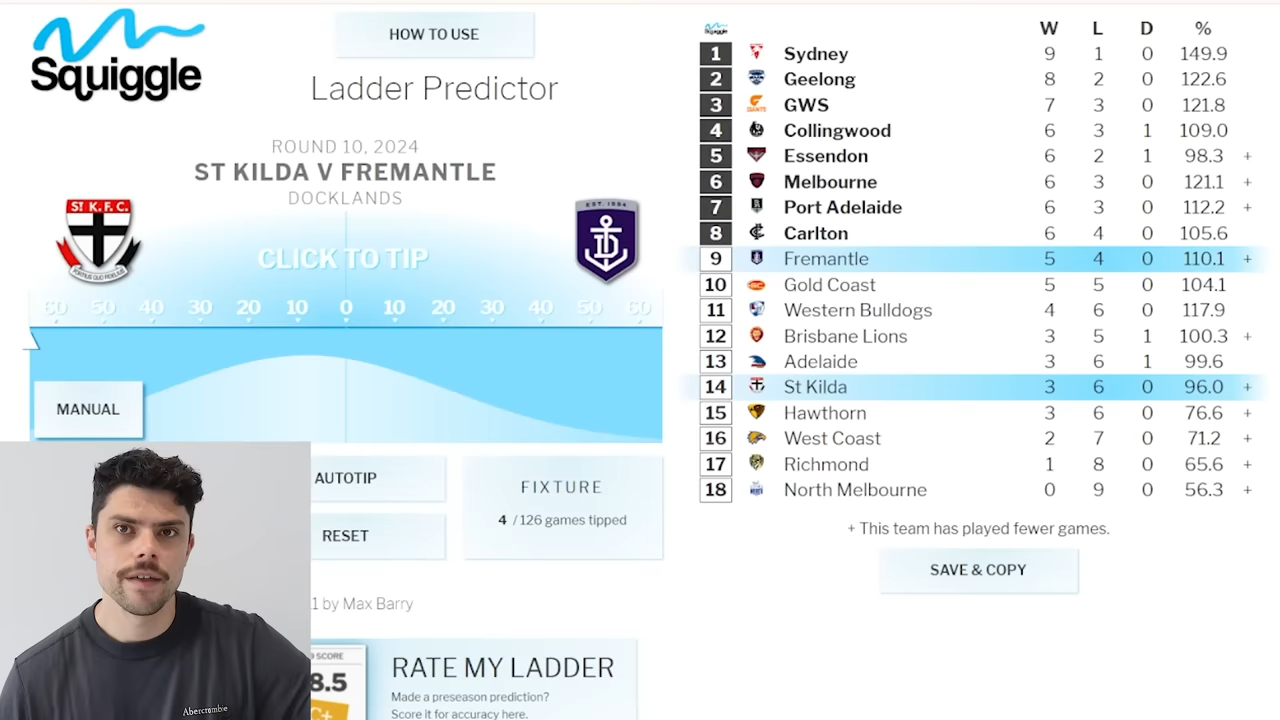 Squiggle
HOW TO USE
Ladder Predictor
ROUND 10, 2024
ST KILDA V FREMANTLE
DOCKLANDS
ST K.F.C.
EST. 1994
CLICK TO TIP
60 50 40 30 20 10 0 10 20 30 40 50 60
MANUAL
AUTOTIP
RESET
FIXTURE
4 / 126 games tipped
.1 by Max Barry
SCORE
8.5
C+
RATE MY LADDER
Made a preseason prediction?
Score it for accuracy here.
Abercrombie
Squiggle W L D %
1 Sydney 9 1 0 149.9
2 Geelong 8 2 0 122.6
3 GIANTS GWS 7 3 0 121.8
4 Collingwood 6 3 1 109.0
5 Essendon 6 2 1 98.3 +
6 Melbourne 6 3 0 121.1 +
7 Port Adelaide 6 3 0 112.2 +
8 Carlton 6 4 0 105.6
9 Fremantle 5 4 0 110.1 +
10 Gold Coast 5 5 0 104.1
11 Western Bulldogs 4 6 0 117.9
12 Brisbane Lions 3 5 1 100.3 +
13 Adelaide 3 6 1 99.6
14 St Kilda 3 6 0 96.0 +
15 Hawthorn 3 6 0 76.6 +
16 West Coast 2 7 0 71.2 +
17 Richmond 1 8 0 65.6 +
18 North Melbourne 0 9 0 56.3 +
+ This team has played fewer games.
SAVE & COPY